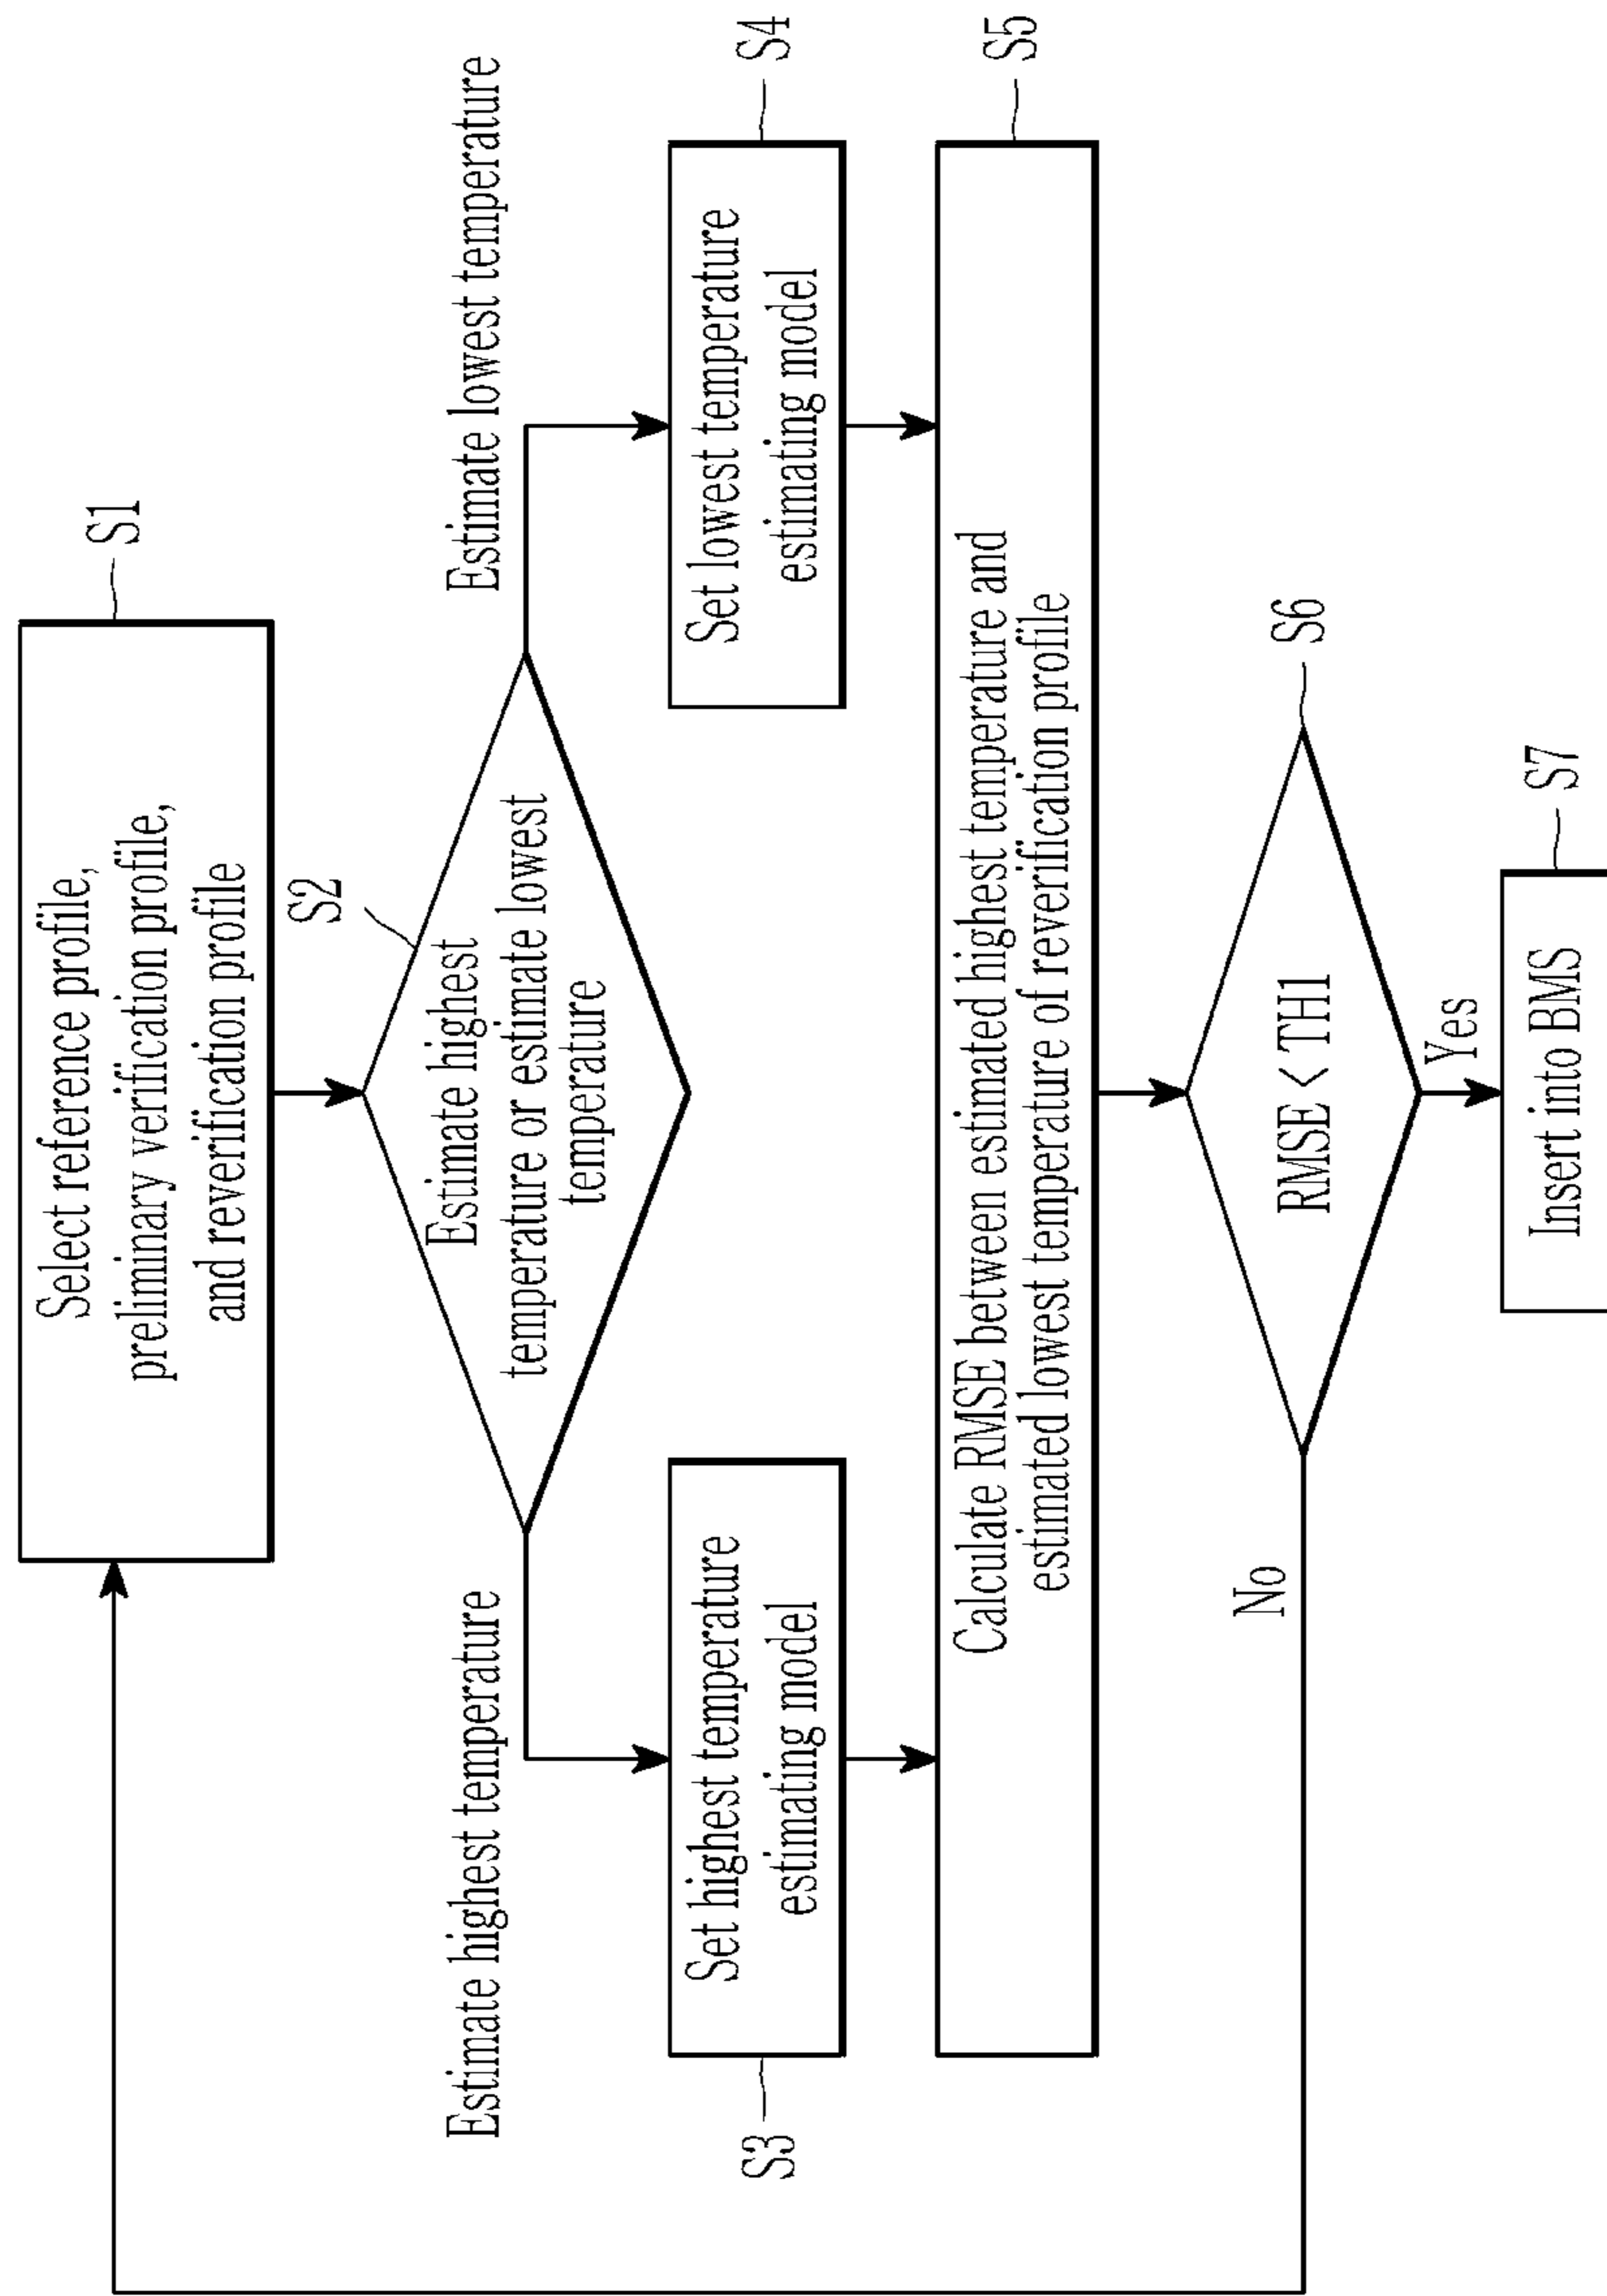 Select reference profile,
preliminary verification profile,
and reverification profile
S1
S2
Estimate highest
temperature or estimate lowest
temperature
Estimate highest temperature
Estimate lowest temperature
S3
Set highest temperature
estimating model
Set lowest temperature
estimating model
S4
Calculate RMSE between estimated highest temperature and
estimated lowest temperature of reverification profile
S5
RMSE < TH1
S6
No
Yes
Insert into BMS
S7